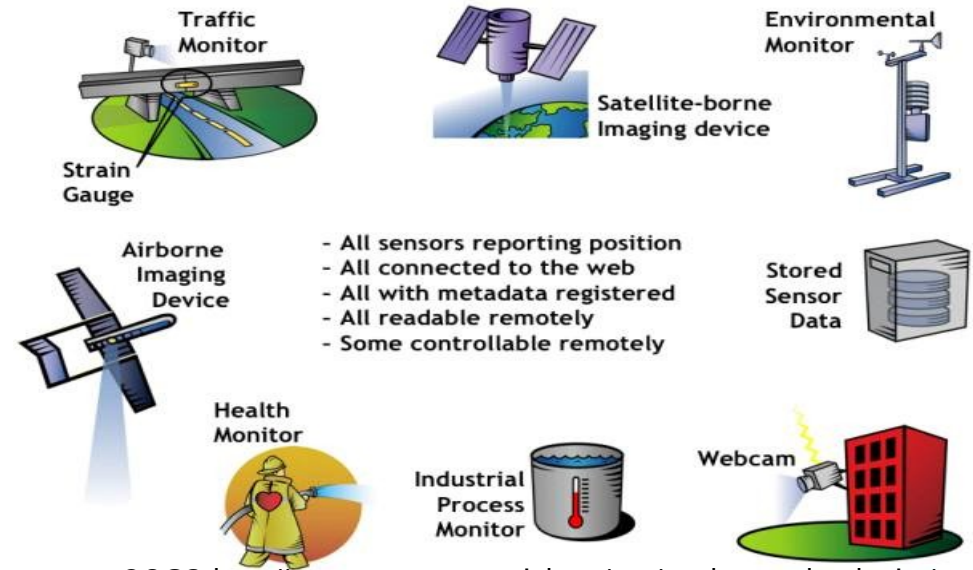 Traffic
Monitor
Environmental
Monitor
Satellite-borne
Imaging device
Strain
Gauge
Airborne
Imaging
Device
- All sensors reporting position
- All connected to the web
- All with metadata registered
- All readable remotely
- Some controllable remotely
Stored
Sensor
Data
Health
Monitor
Industrial
Process
Monitor
Webcam